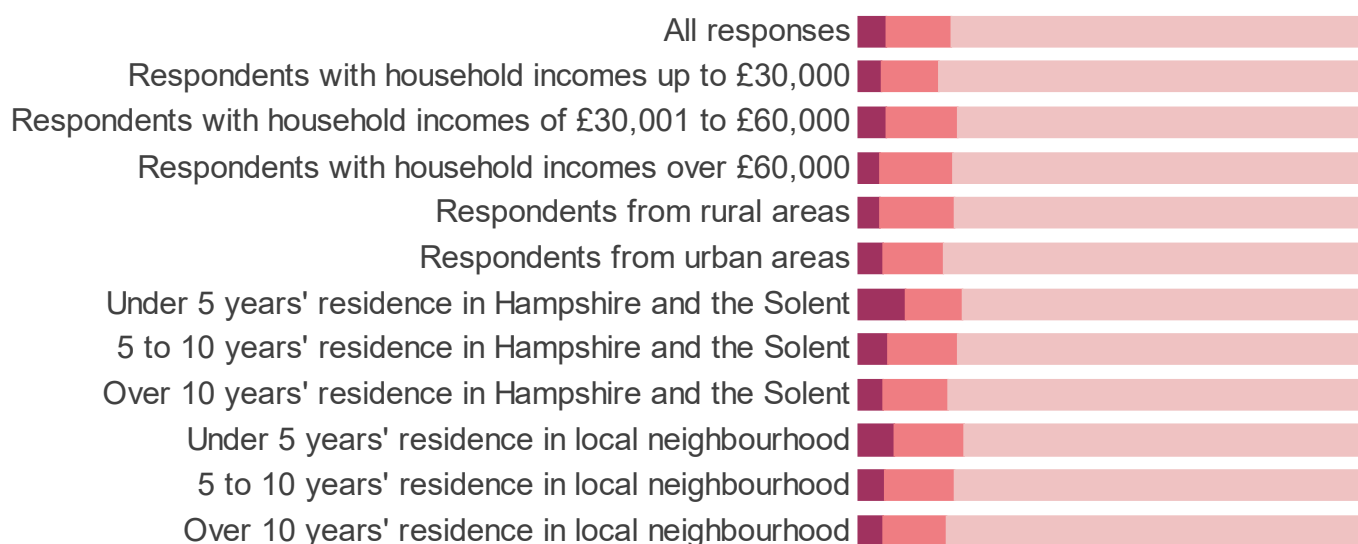 All responses
Respondents with household incomes up to £30,000
Respondents with household incomes of £30,001 to £60,000
Respondents with household incomes over £60,000
Respondents from rural areas
Respondents from urban areas
Under 5 years' residence in Hampshire and the Solent
5 to 10 years' residence in Hampshire and the Solent
Over 10 years' residence in Hampshire and the Solent
Under 5 years' residence in local neighbourhood
5 to 10 years' residence in local neighbourhood
Over 10 years' residence in local neighbourhood